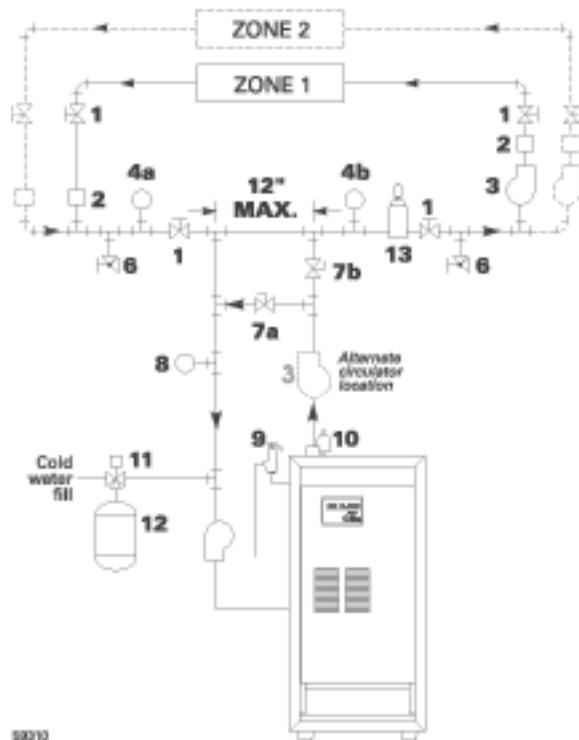 ZONE 2
ZONE 1
1
1
2
2
3
4a
12"
MAX.
4b
1
6
1
13
6
7b
7a
8
3
Alternate
circulator
location
9
10
11
Cold
water
fill
12